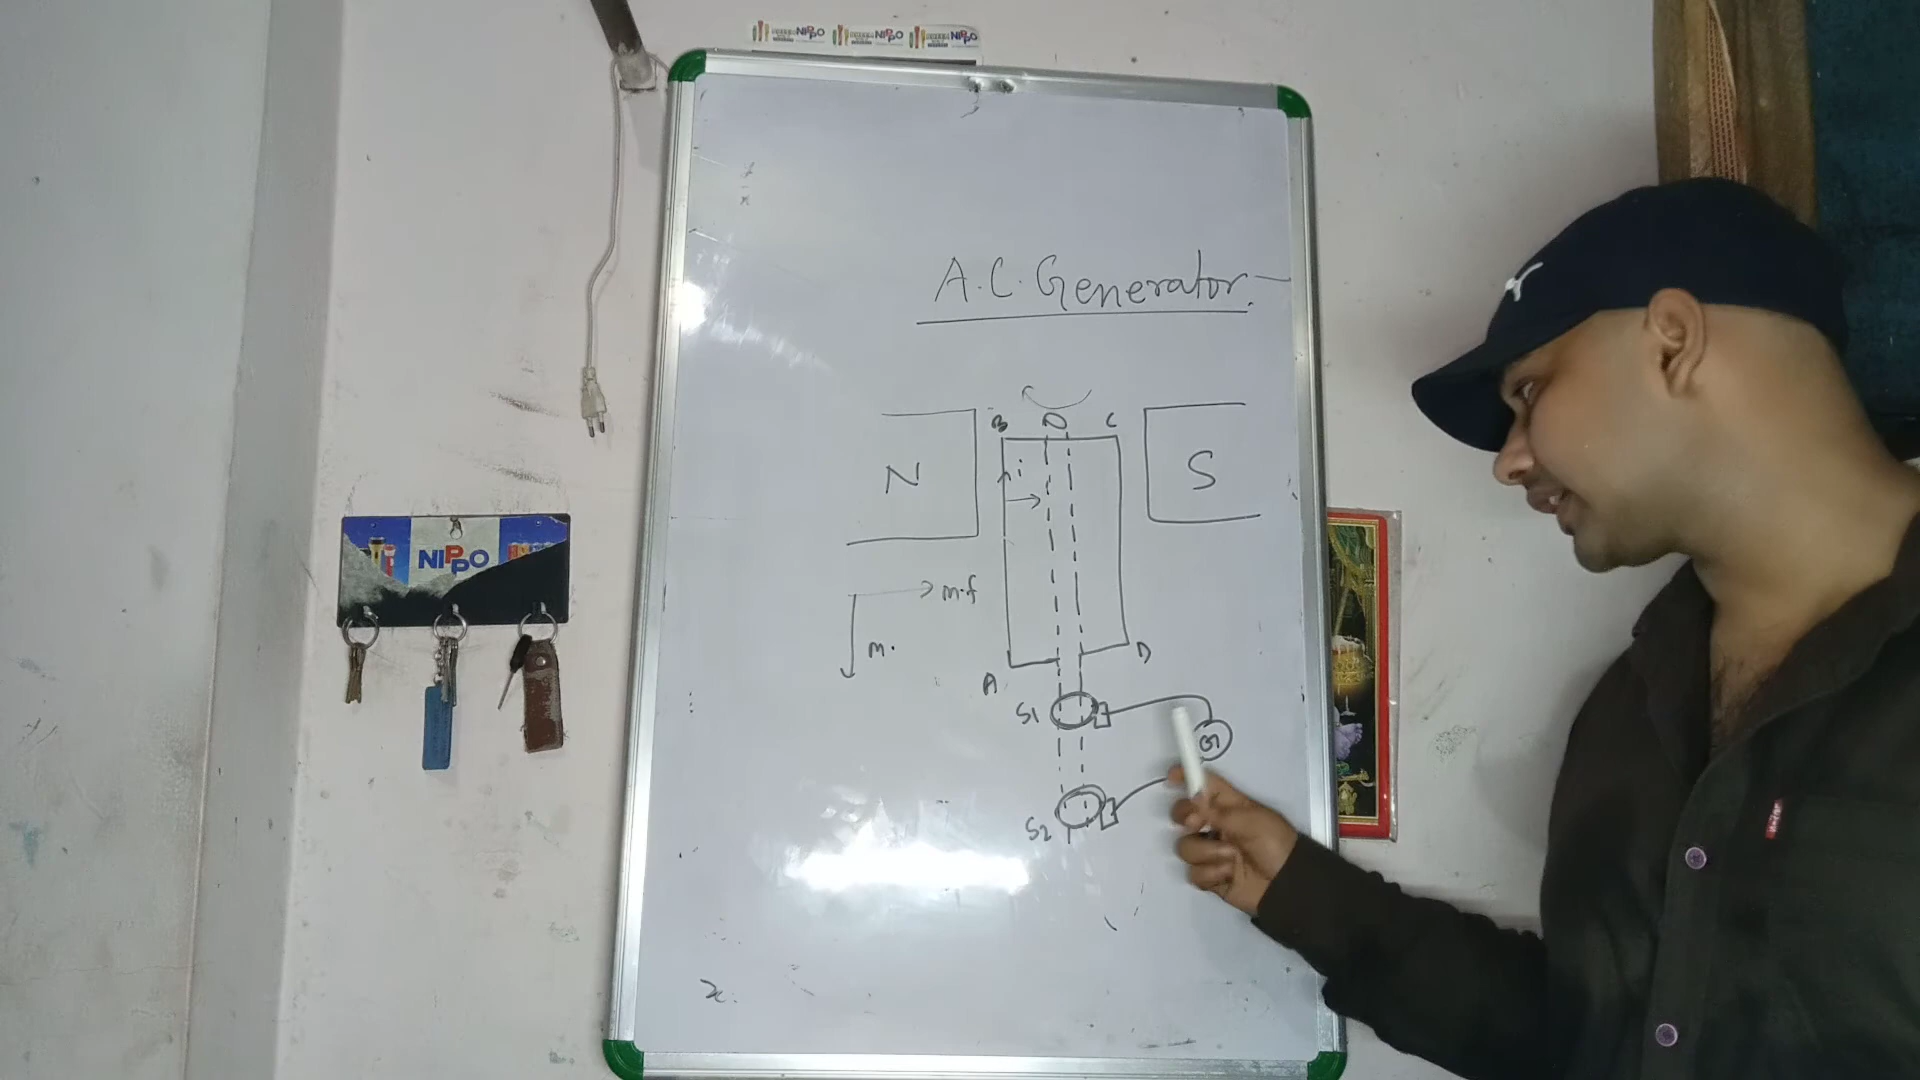 NIPPO NIPPO NIPPO
A.C. Generator
B C
N
S
i
m.f
m.
A
D
S1
G
S2
x.
NIPPO